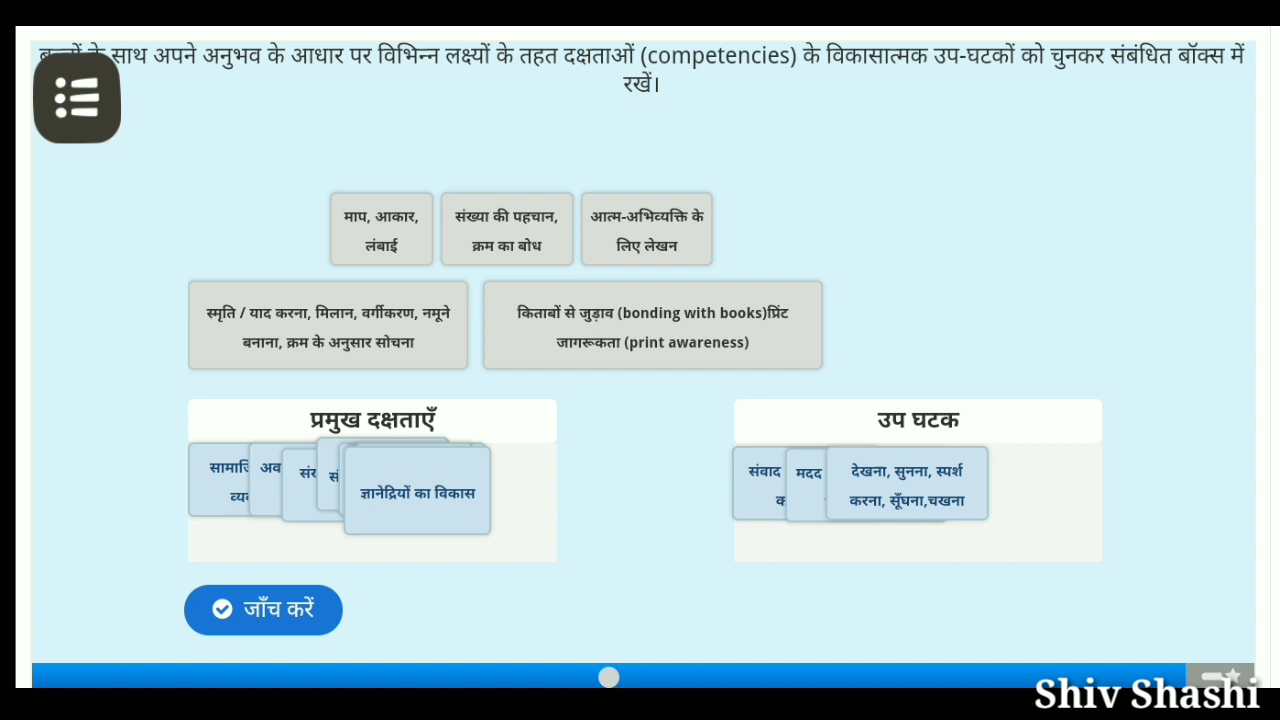 साथ अपने अनुभव के आधार पर विभिन्न लक्ष्यों के तहत दक्षताओं (competencies) के विकासात्मक उप-घटकों को चुनकर संबंधित बॉक्स में
रखें।
माप, आकार,
लंबाई
संख्या की पहचान,
क्रम का बोध
आत्म-अभिव्यक्ति के
लिए लेखन
स्मृति / याद करना, मिलान, वर्गीकरण, नमूने
बनाना, क्रम के अनुसार सोचना
किताबों से जुड़ाव (bonding with books)प्रिंट
जागरूकता (print awareness)
प्रमुख दक्षताएँ
उप घटक
ज्ञानेद्रियों का विकास
संवाद
मदद
देखना, सुनना, स्पर्श
करना, सूँघना,चखना
जाँच करें
Shiv Shashi